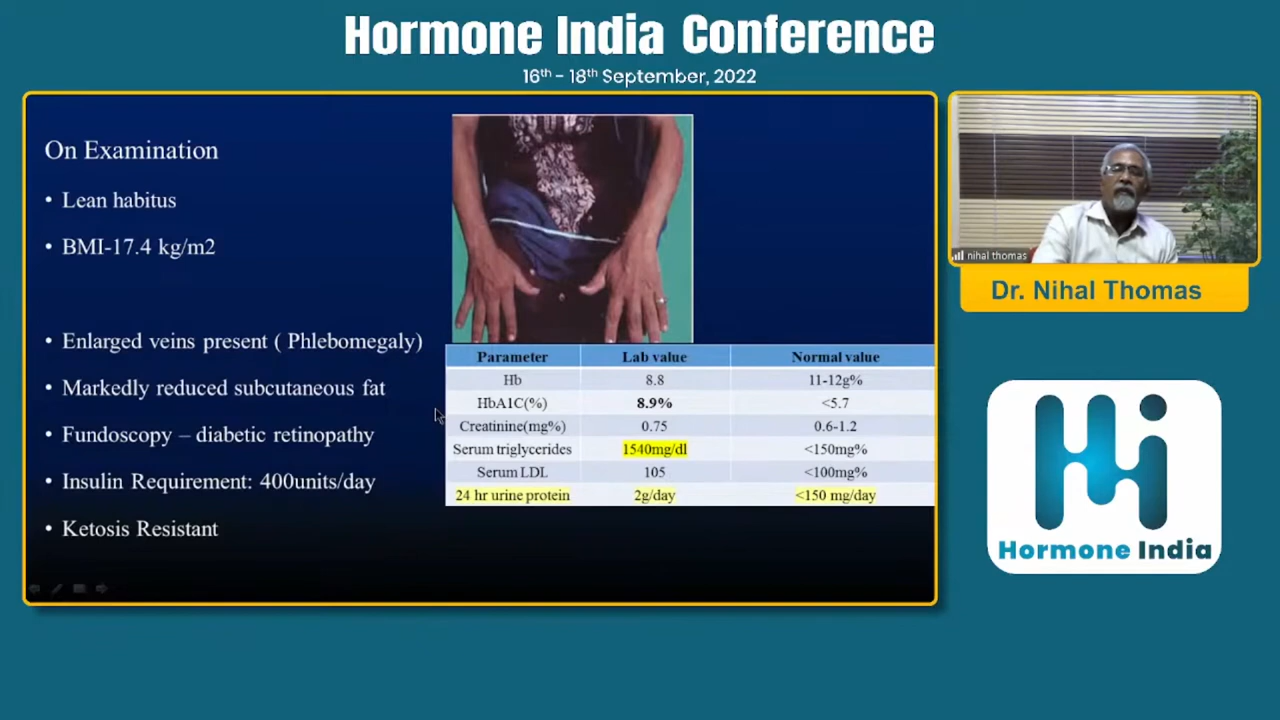 Hormone India Conference
16th - 18th September, 2022
On Examination
• Lean habitus
• BMI-17.4 kg/m2
• Enlarged veins present ( Phlebomegaly)
• Markedly reduced subcutaneous fat
• Fundoscopy – diabetic retinopathy
• Insulin Requirement: 400units/day
• Ketosis Resistant
Parameter Lab value Normal value
Hb 8.8 11-12g%
HbA1C(%) 8.9% <5.7
Creatinine(mg%) 0.75 0.6-1.2
Serum triglycerides 1540mg/dl <150mg%
Serum LDL 105 <100mg%
24 hr urine protein 2g/day <150 mg/day
nihal thomas
Dr. Nihal Thomas
Hormone India